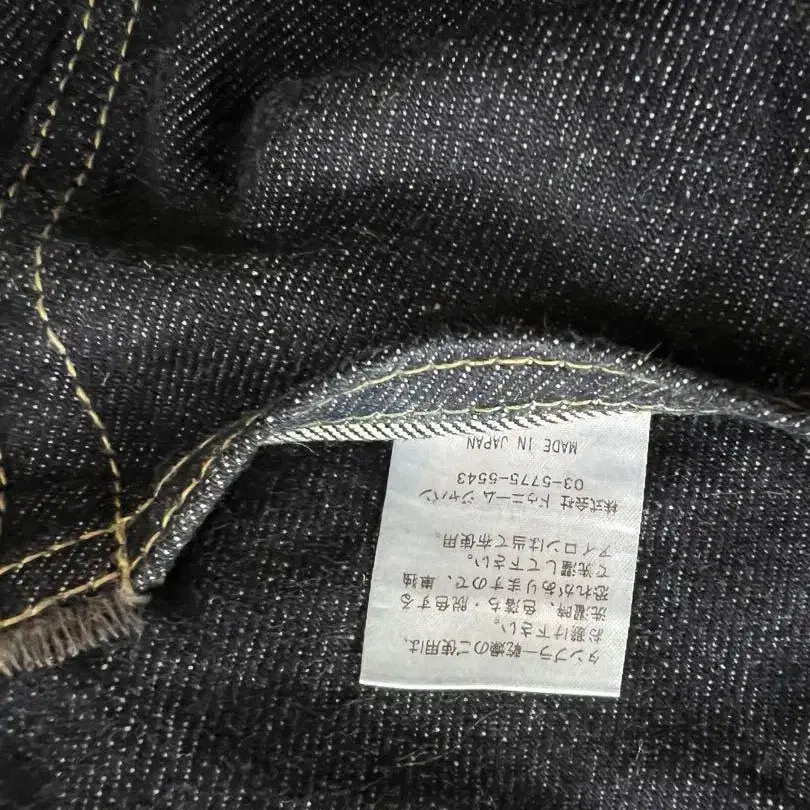 タンブラー乾燥のご使用は、
お避け下さい。
洗濯時、色落ち・脱色する
恐れがありますので、単独
で洗濯して下さい。
アイロンは当て布使用。
株式会社 ドゥニーム ジャパン
03-5775-5543
MADE IN JAPAN